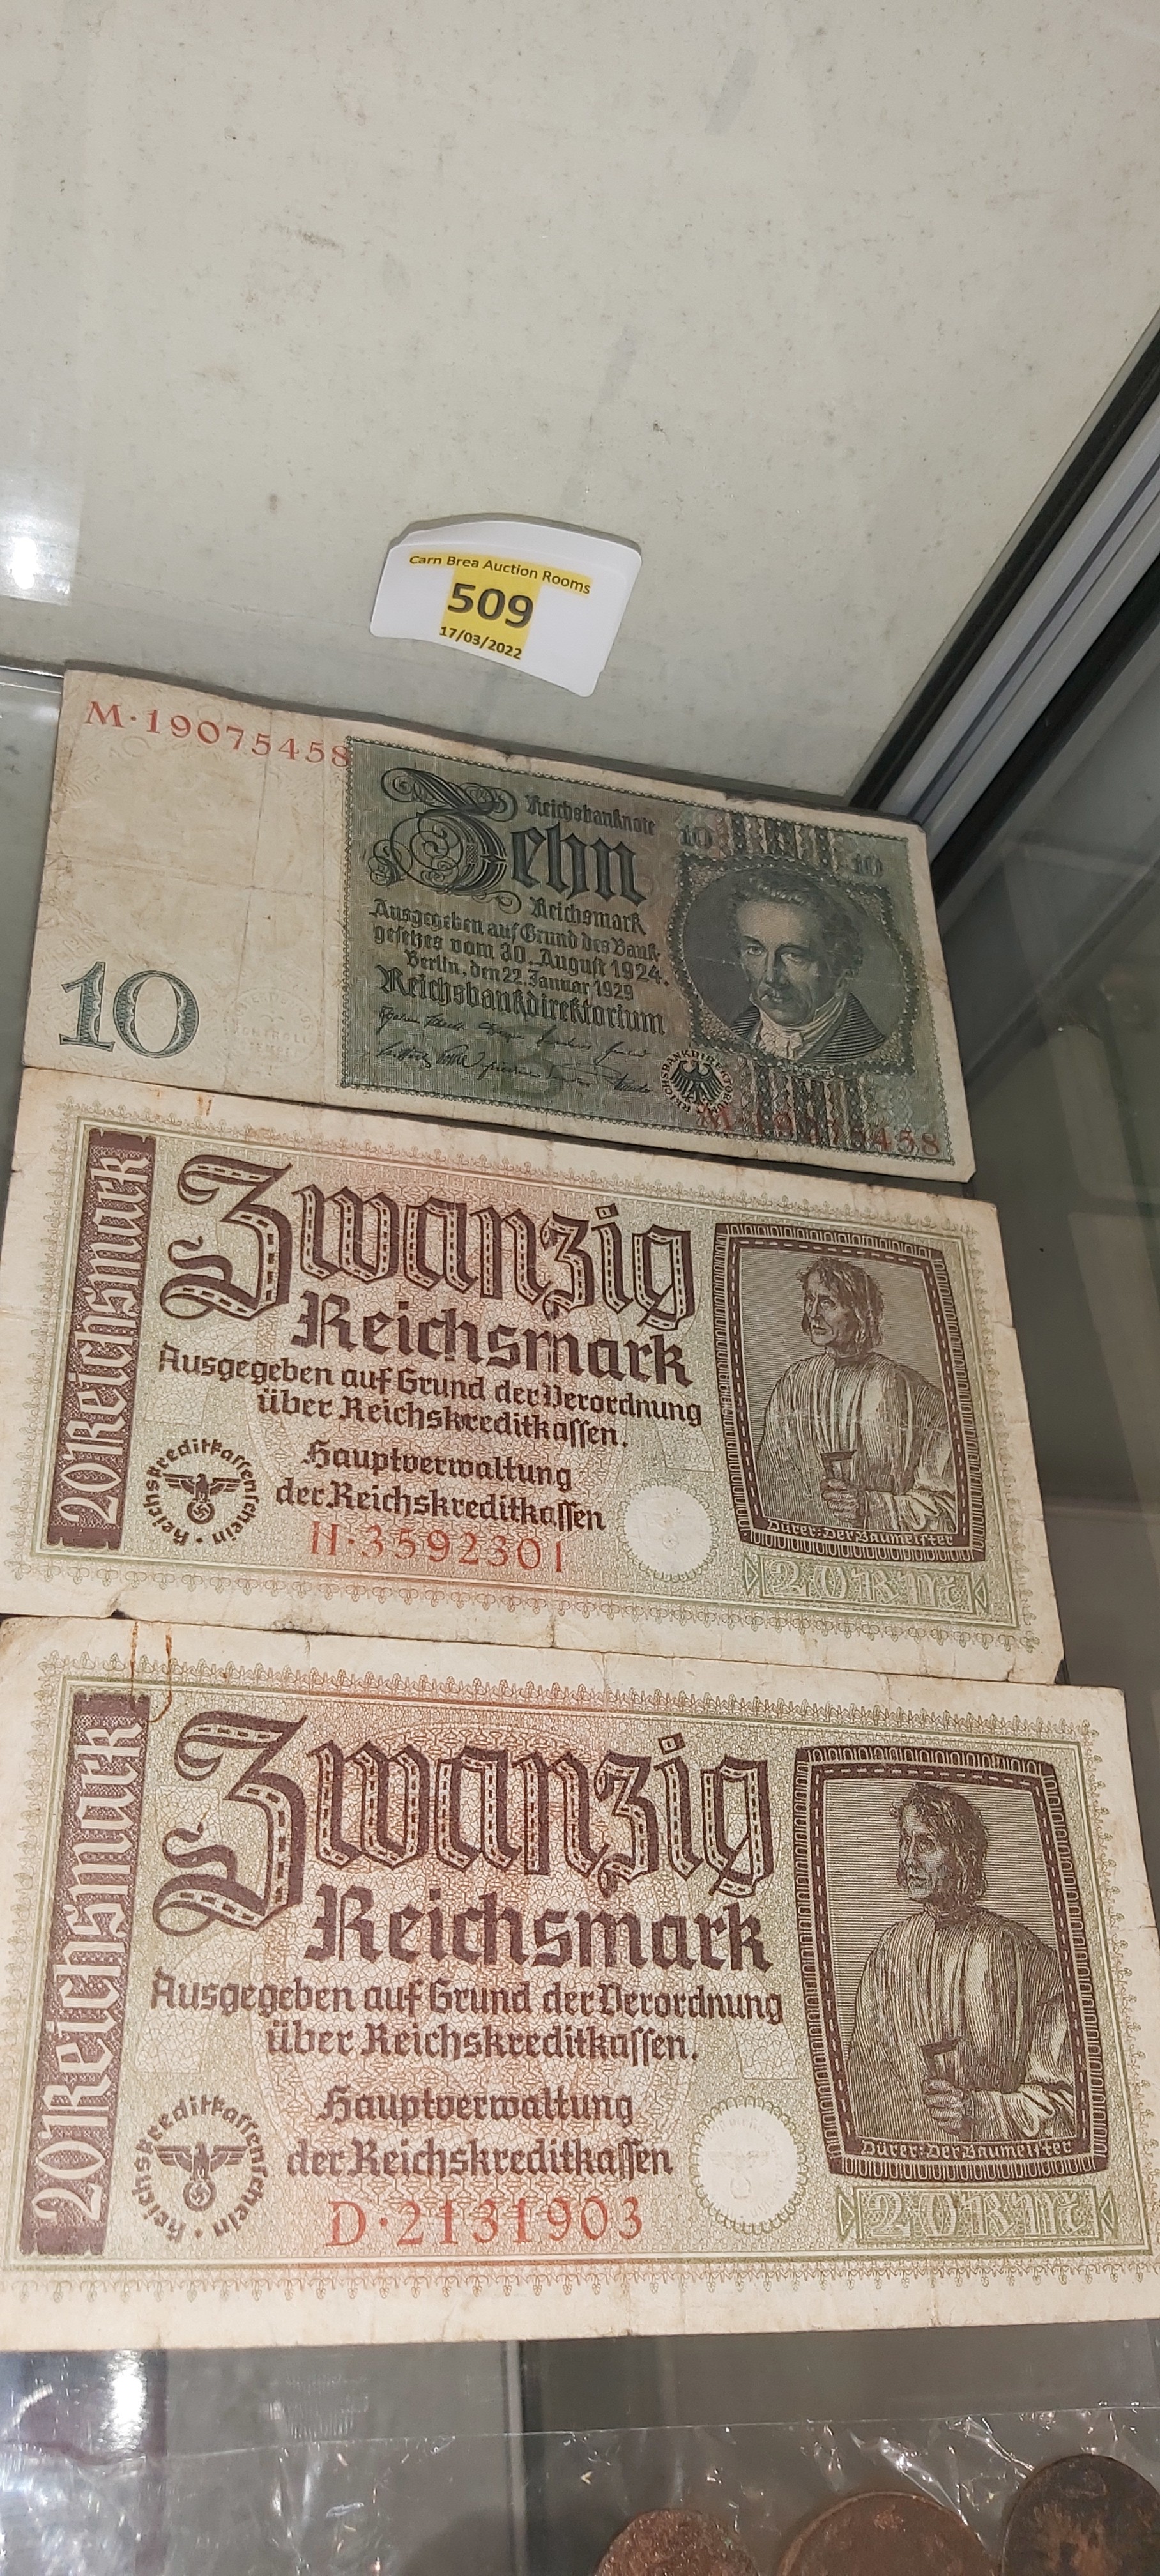 Carn Brea Auction Rooms
509
17/03/2022
M·19075458
Reichsbanknote
Zehn
Reichsmark
10
10
Ausgegeben auf Grund des Bank-
gesetzes vom 30. August 1924.
Berlin, den 22. Januar 1929
Reichsbankdirektorium
10
REICHSBANKDIREKTORIUM
20 Reichsmark
Zwanzig
Reichsmark
Ausgegeben auf Grund der Verordnung
über Reichskreditkassen.
Hauptverwaltung
der Reichskreditkassen
Reichskreditkassenschein
H·3592301
Dürer: Der Baumeister
20 RM
20 Reichsmark
Zwanzig
Reichsmark
Ausgegeben auf Grund der Verordnung
über Reichskreditkassen.
Hauptverwaltung
der Reichskreditkassen
Reichskreditkassenschein
D·2131903
Dürer: Der Baumeister
20 RM